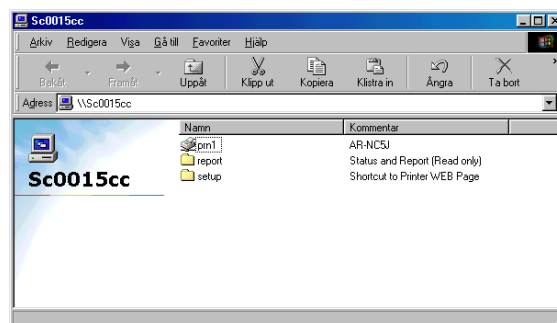 Sc0015cc
Arkiv Redigera Visa Gå till Favoriter Hjälp
Bakåt Framåt Uppåt Klipp ut Kopiera Klistra in Ångra Ta bort
Adress \\Sc0015cc
Namn Kommentar
prn1 AR-NC5J
report Status and Report (Read only)
setup Shortcut to Printer WEB Page
Sc0015cc